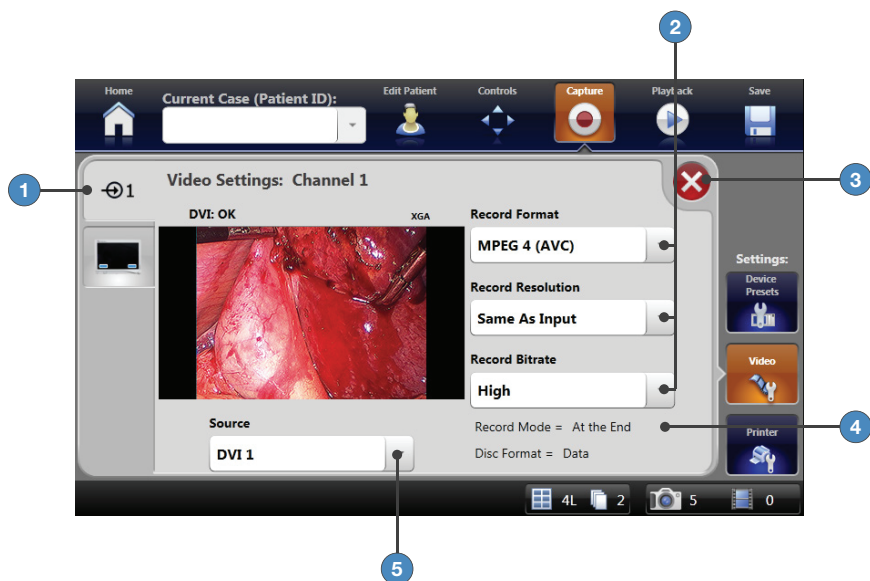 2
Home
Current Case (Patient ID):
Edit Patient
Controls
Capture
Playback
Save
1
1
Video Settings: Channel 1
3
DVI: OK
XGA
Record Format
MPEG 4 (AVC)
Record Resolution
Same As Input
Record Bitrate
High
Settings:
Device
Presets
Video
Printer
Source
DVI 1
Record Mode = At the End
4
Disc Format = Data
4L
2
5
0
5